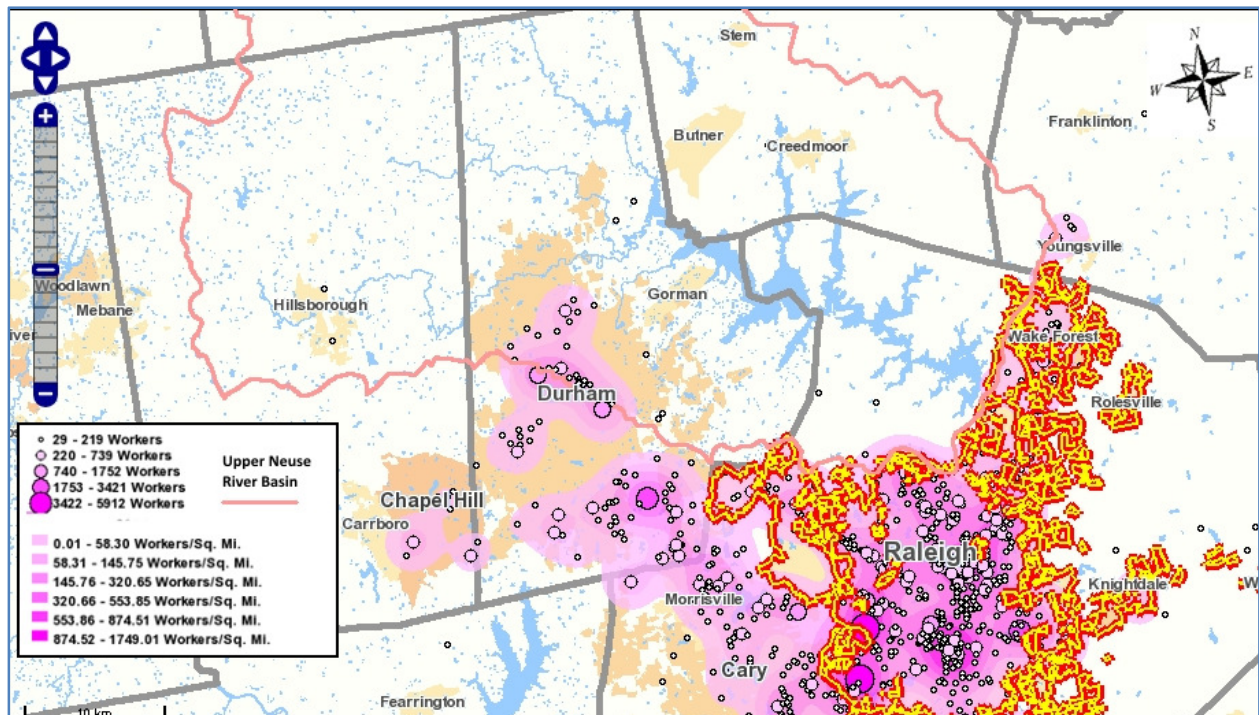 Stem
N
W
E
S
Franklinton
Butner
Creedmoor
Youngsville
Woodlawn
Mebane
Hillsborough
Gorman
Wake Forest
Durham
Rolesville
29 - 219 Workers
220 - 739 Workers
740 - 1752 Workers
1753 - 3421 Workers
3422 - 5912 Workers
Upper Neuse
River Basin
0.01 - 58.30 Workers/Sq. Mi.
58.31 - 145.75 Workers/Sq. Mi.
145.76 - 320.65 Workers/Sq. Mi.
320.66 - 553.85 Workers/Sq. Mi.
553.86 - 874.51 Workers/Sq. Mi.
874.52 - 1749.01 Workers/Sq. Mi.
Chapel Hill
Carrboro
Raleigh
Morrisville
Knightdale
W
Cary
Fearrington
10 km